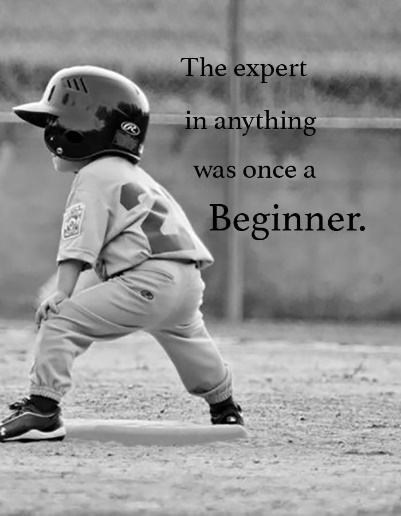 The expert
in anything
was once a
Beginner.